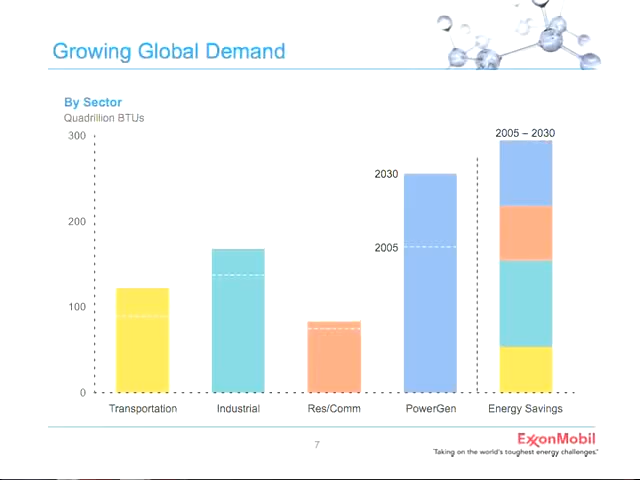 Growing Global Demand
By Sector
Quadrillion BTUs
300
2005 – 2030
2030
200
2005
100
0
Transportation
Industrial
Res/Comm
PowerGen
Energy Savings
ExxonMobil
7
Taking on the world's toughest energy challenges.™